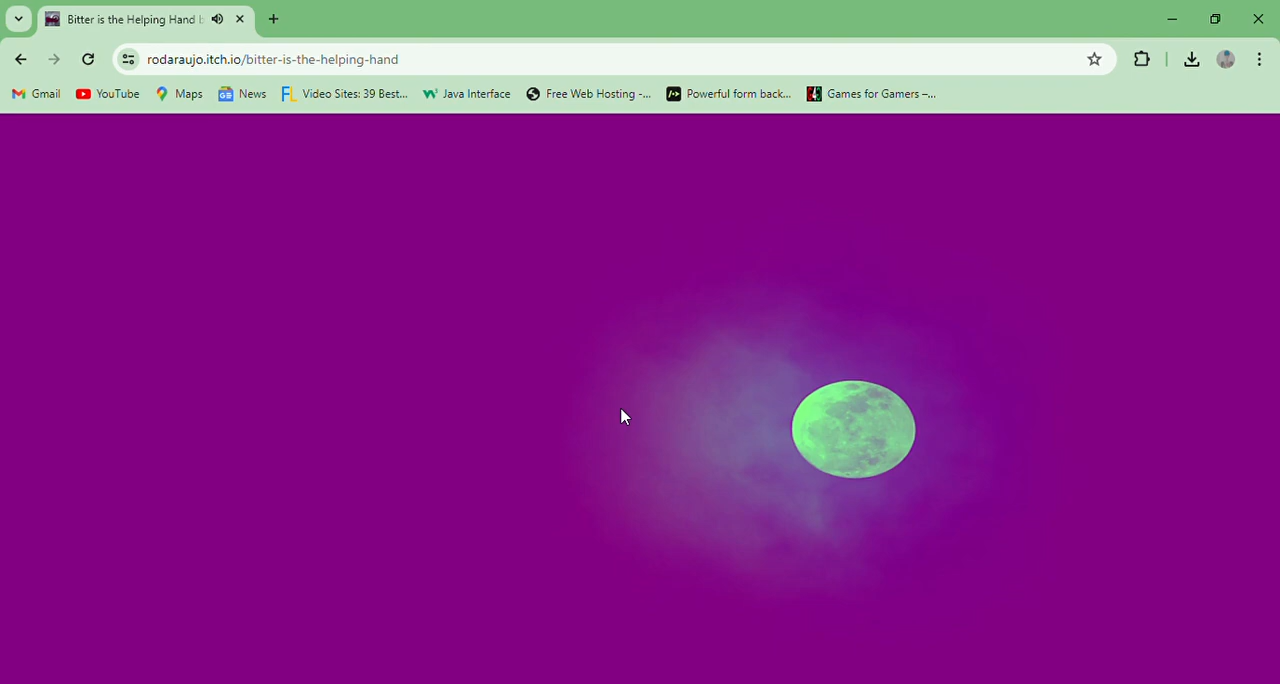 Bitter is the Helping Hand
rodaraujo.itch.io/bitter-is-the-helping-hand
Gmail YouTube Maps News Video Sites: 39 Best... Java Interface Free Web Hosting -... Powerful form back... Games for Gamers –...